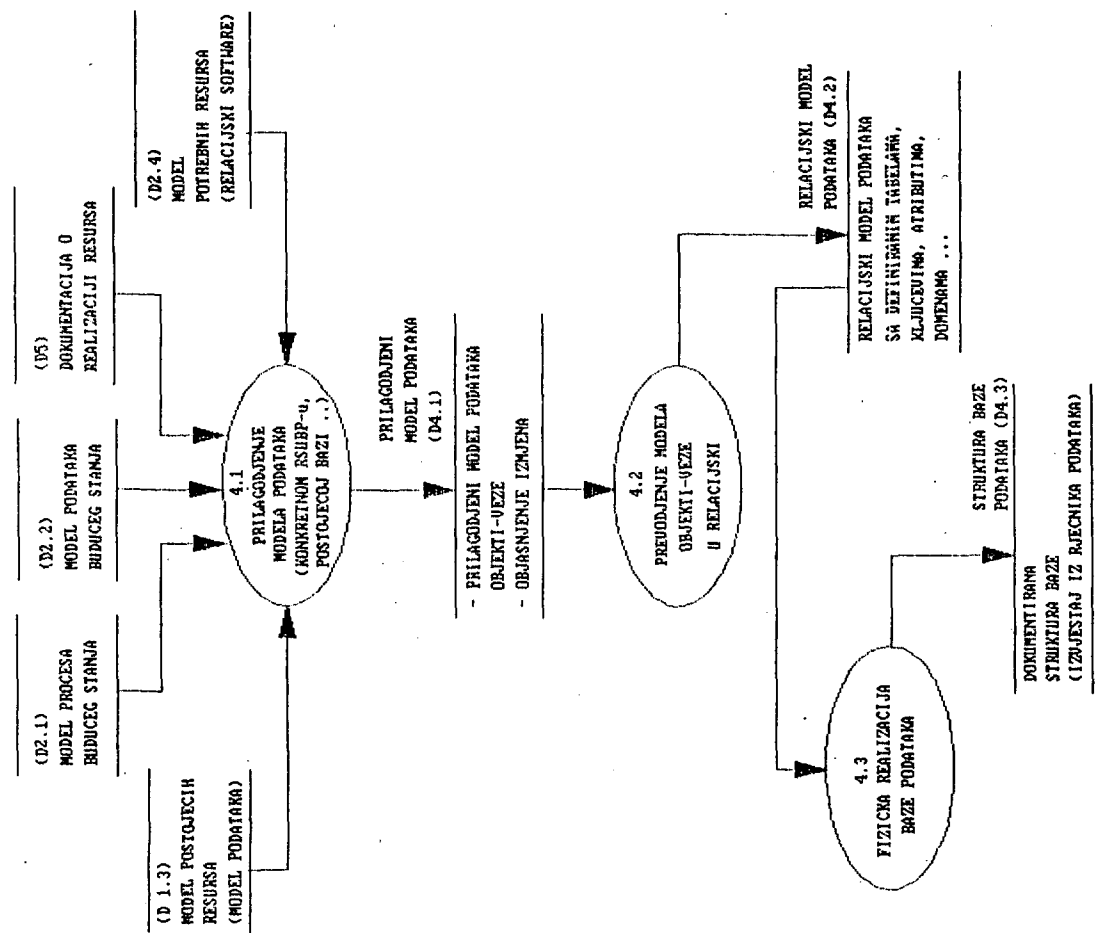 (D 1.3)
MODEL POSTOJECIH
RESURSA
(MODEL PODATAKA)
(D2.1)
MODEL PROCESA
BUDUCEG STANJA
(D2.2)
MODEL PODATAKA
BUDUCEG STANJA
(D5)
DOKUMENTACIJA O
REALIZACIJI RESURSA
(D2.4)
MODEL
POTREBNIH RESURSA
(RELACIJSKI SOFTWARE)
4.1
PRILAGODJENJE
MODELA PODATAKA
(KONKRETNOM RSUBP-u,
POSTOJECOJ BAZI ..)
PRILAGODJENI
MODEL PODATAKA
(D4.1)
- PRILAGODJENI MODEL PODATAKA
OBJEKTI-VEZE
- OBJASNJENJE IZMJENA
4.2
PREVODJENJE MODELA
OBJEKTI-VEZE
U RELACIJSKI
RELACIJSKI MODEL
PODATAKA (D4.2)
RELACIJSKI MODEL PODATAKA
SA DEFINIRANIM TABELAMA,
KLJUCEVIMA, ATRIBUTIMA,
DOMENAMA ...
4.3
FIZICKA REALIZACIJA
BAZE PODATAKA
STRUKTURA BAZE
PODATAKA (D4.3)
DOKUMENTIRANA
STRUKTURA BAZE
(IZVJESTAJ IZ RJECNIKA PODATAKA)